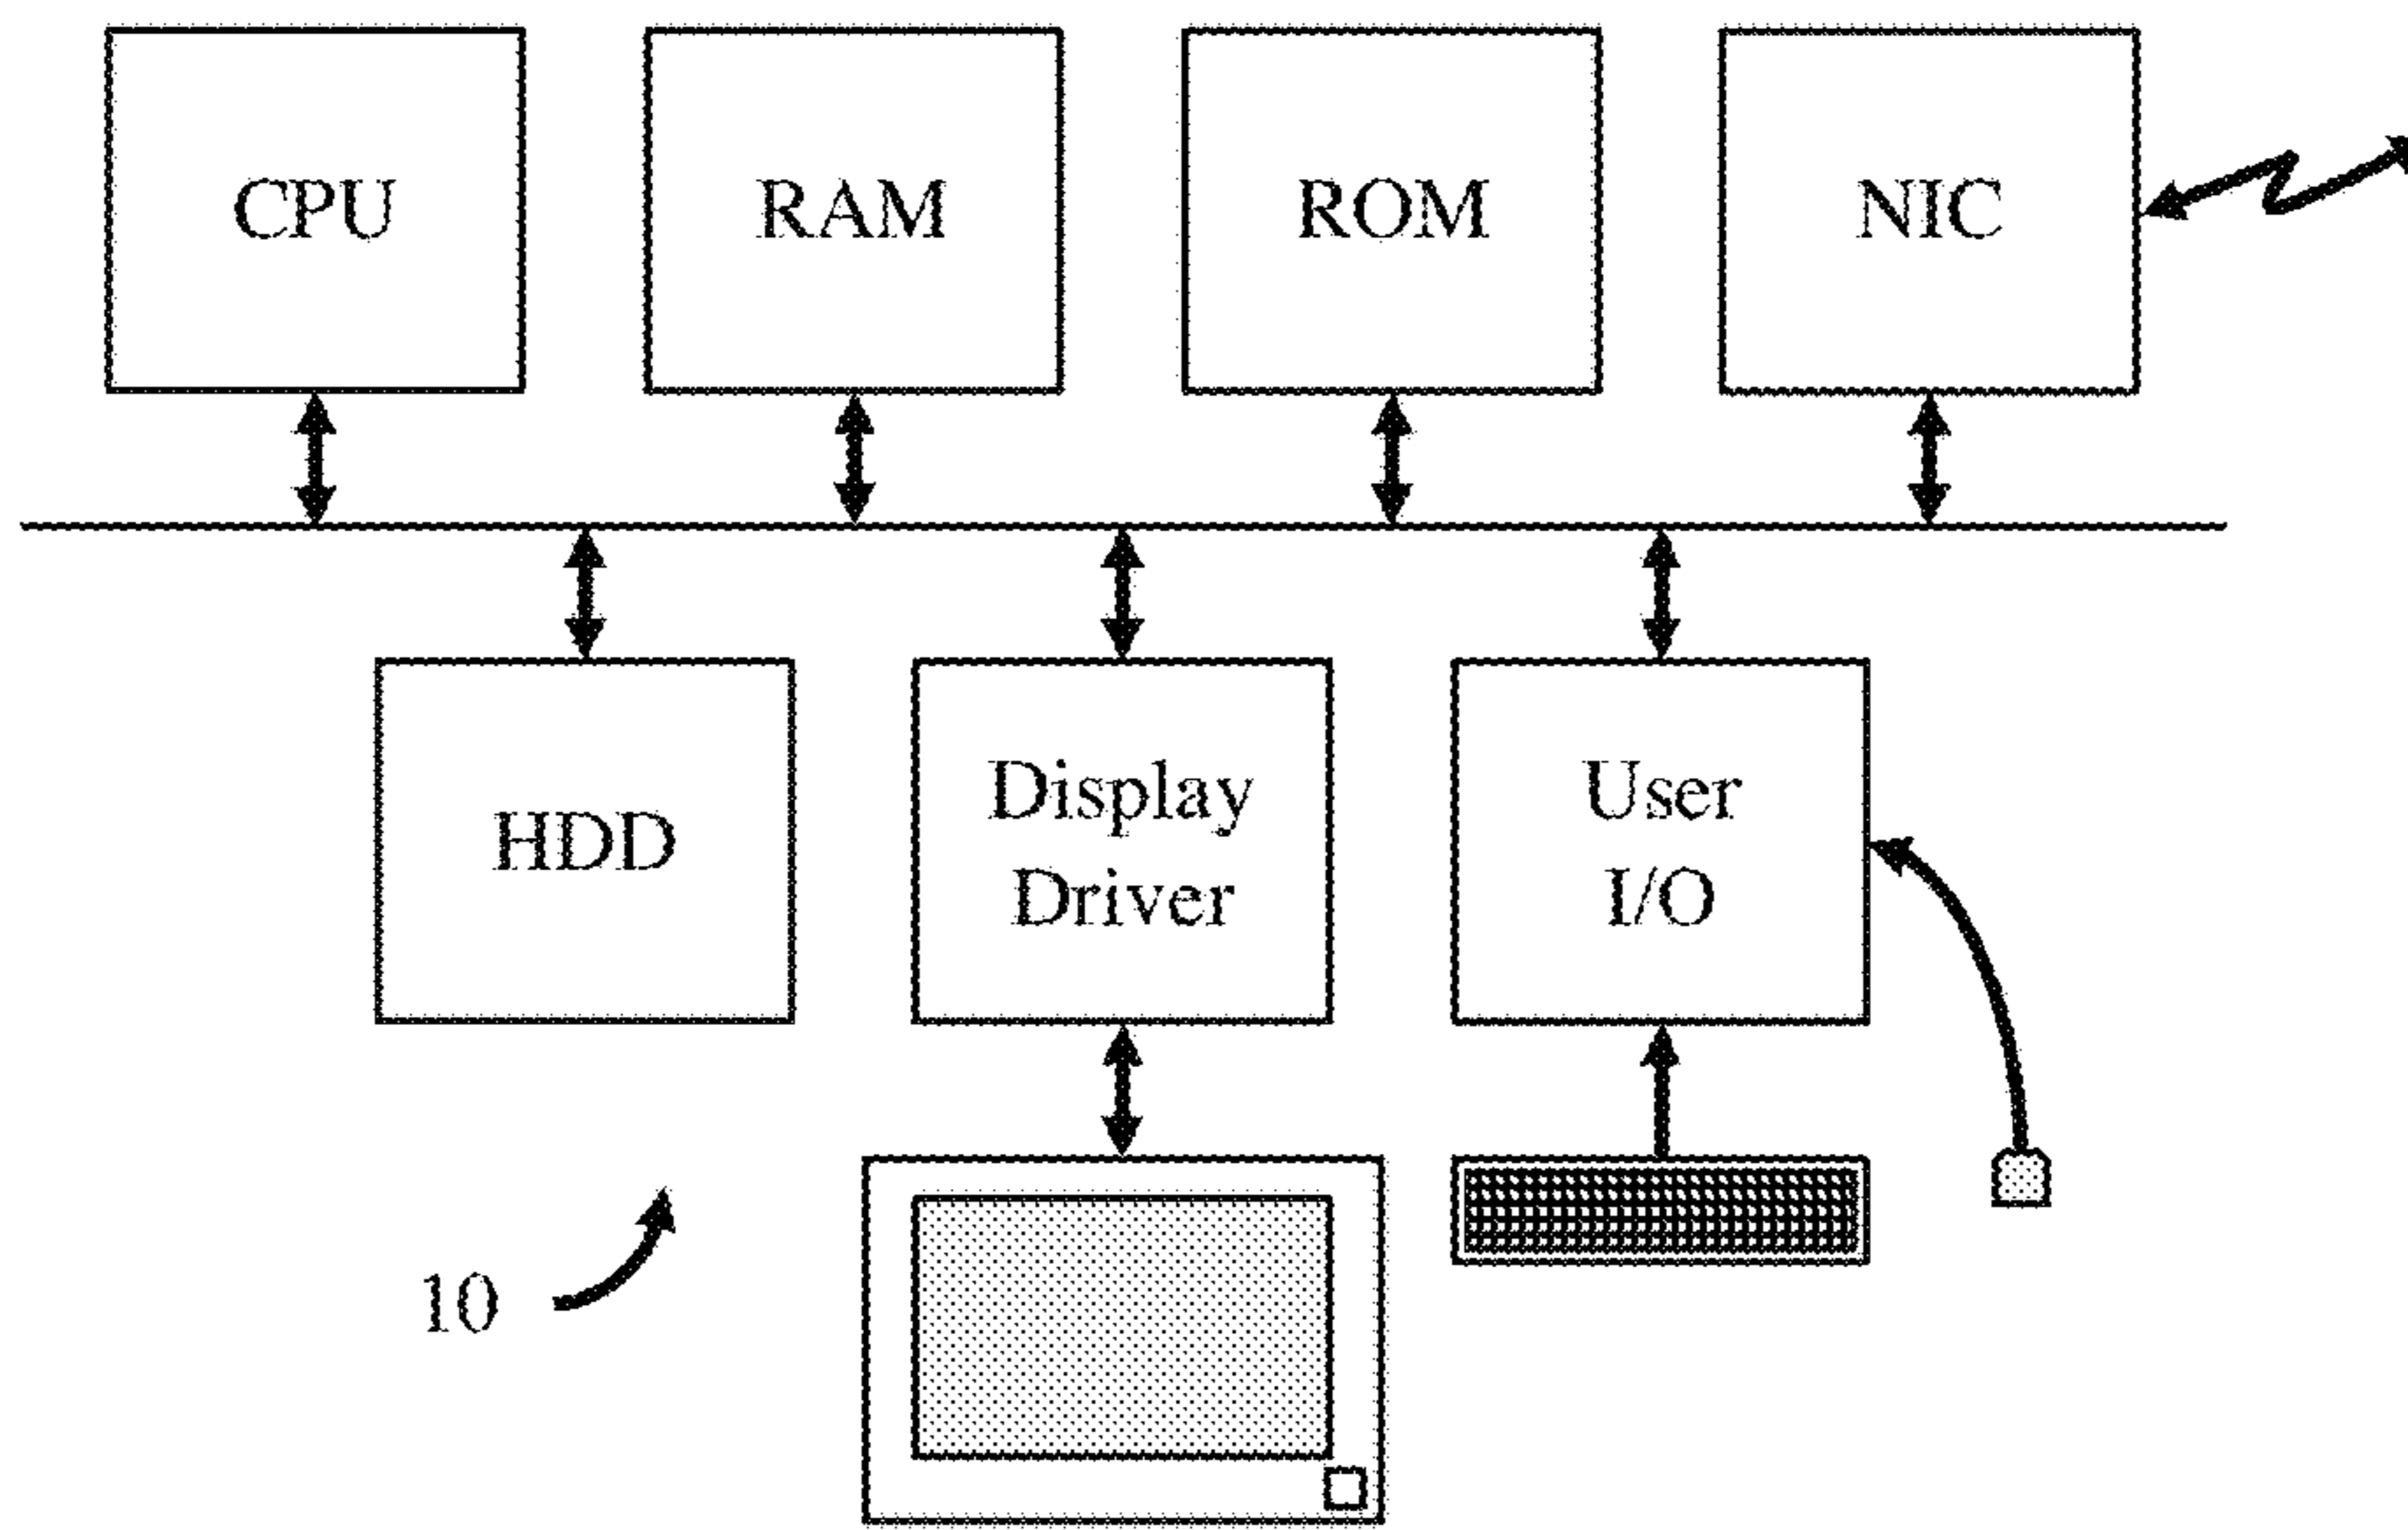 CPU
RAM
ROM
NIC
HDD
Display
Driver
User
I/O
10